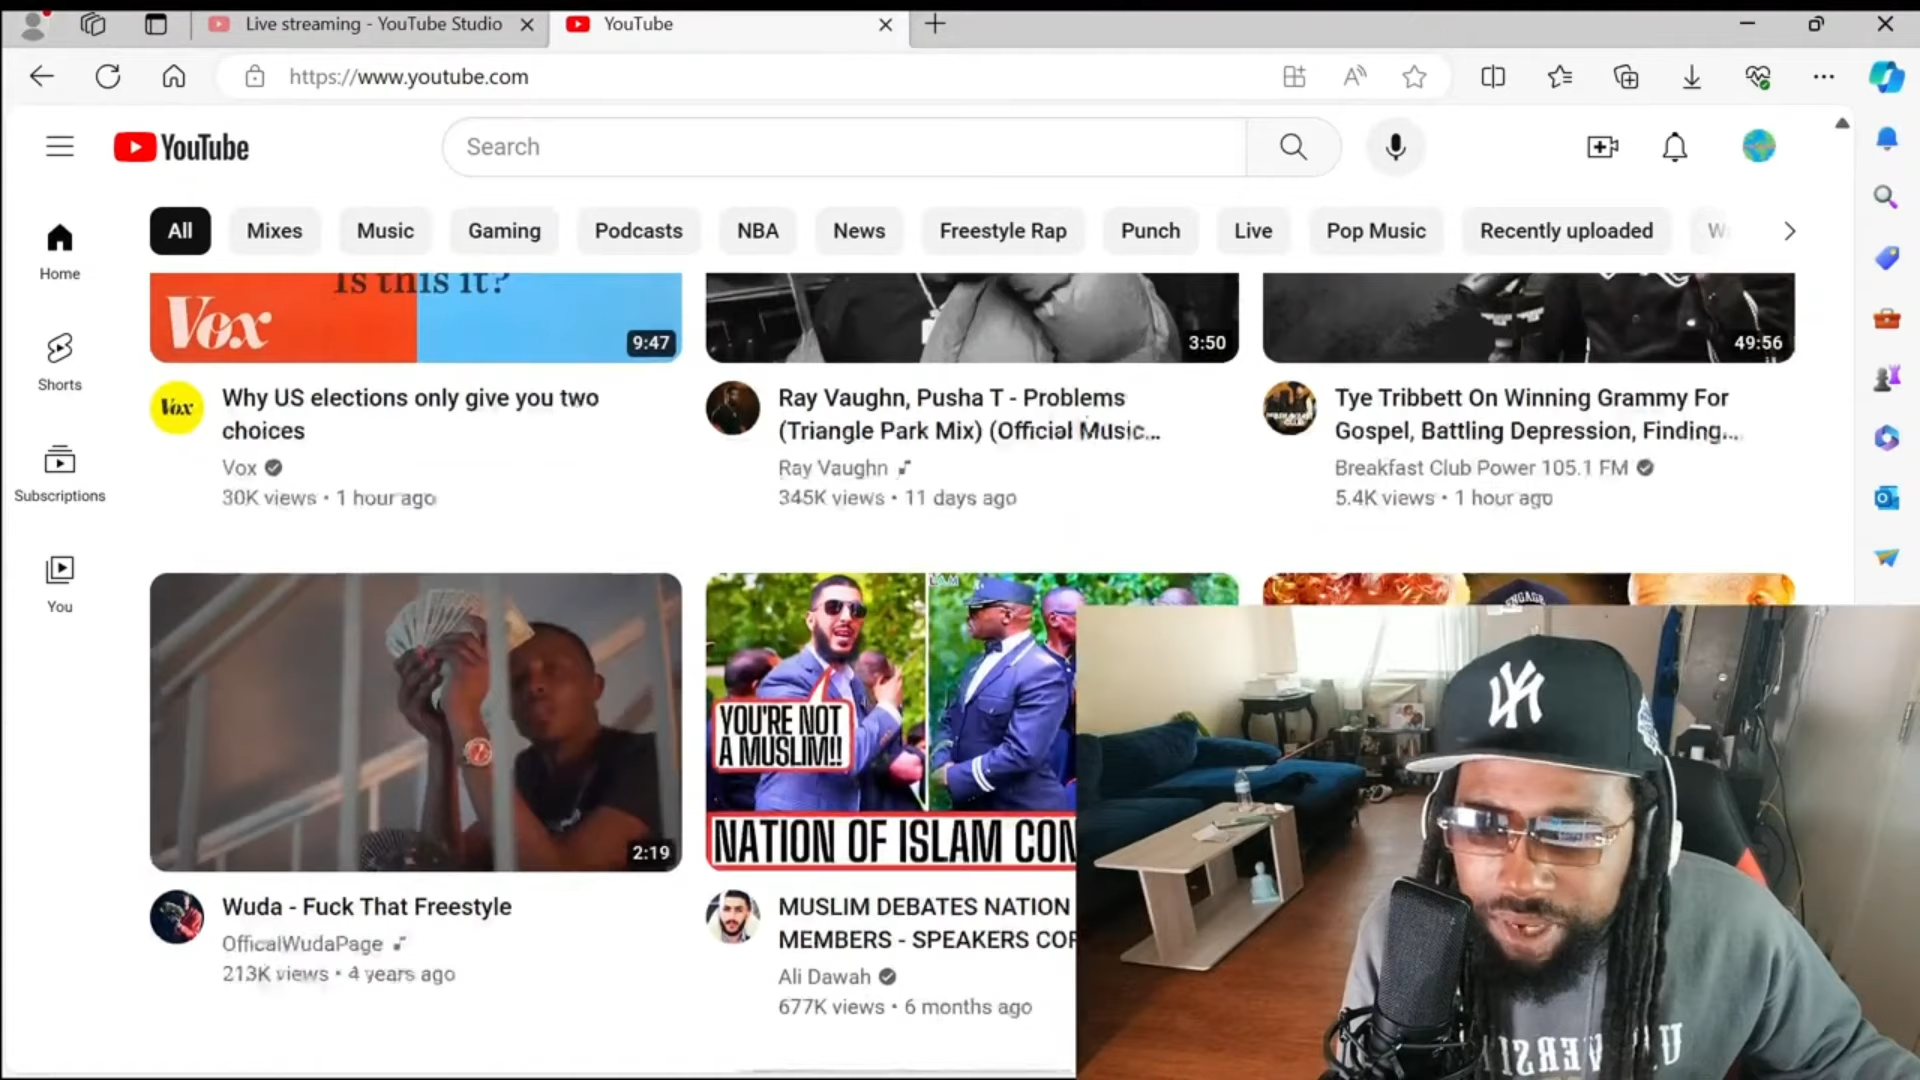 Live streaming - YouTube Studio
YouTube
https://www.youtube.com
YouTube
Search
All
Mixes
Music
Gaming
Podcasts
NBA
News
Freestyle Rap
Punch
Live
Pop Music
Recently uploaded
Home
Shorts
Subscriptions
You
Is this it?
Vox
9:47
3:50
49:56
Vox
Why US elections only give you two
choices
Vox
30K views • 1 hour ago
Ray Vaughn, Pusha T - Problems
(Triangle Park Mix) (Official Music...
Ray Vaughn
345K views • 11 days ago
Tye Tribbett On Winning Grammy For
Gospel, Battling Depression, Finding...
Breakfast Club Power 105.1 FM
5.4K views • 1 hour ago
2:19
YOU'RE NOT
A MUSLIM!!
NATION OF ISLAM CON
ENGAGE
NY
Wuda - Fuck That Freestyle
OfficalWudaPage
213K views • 4 years ago
MUSLIM DEBATES NATION
MEMBERS - SPEAKERS COR
Ali Dawah
677K views • 6 months ago